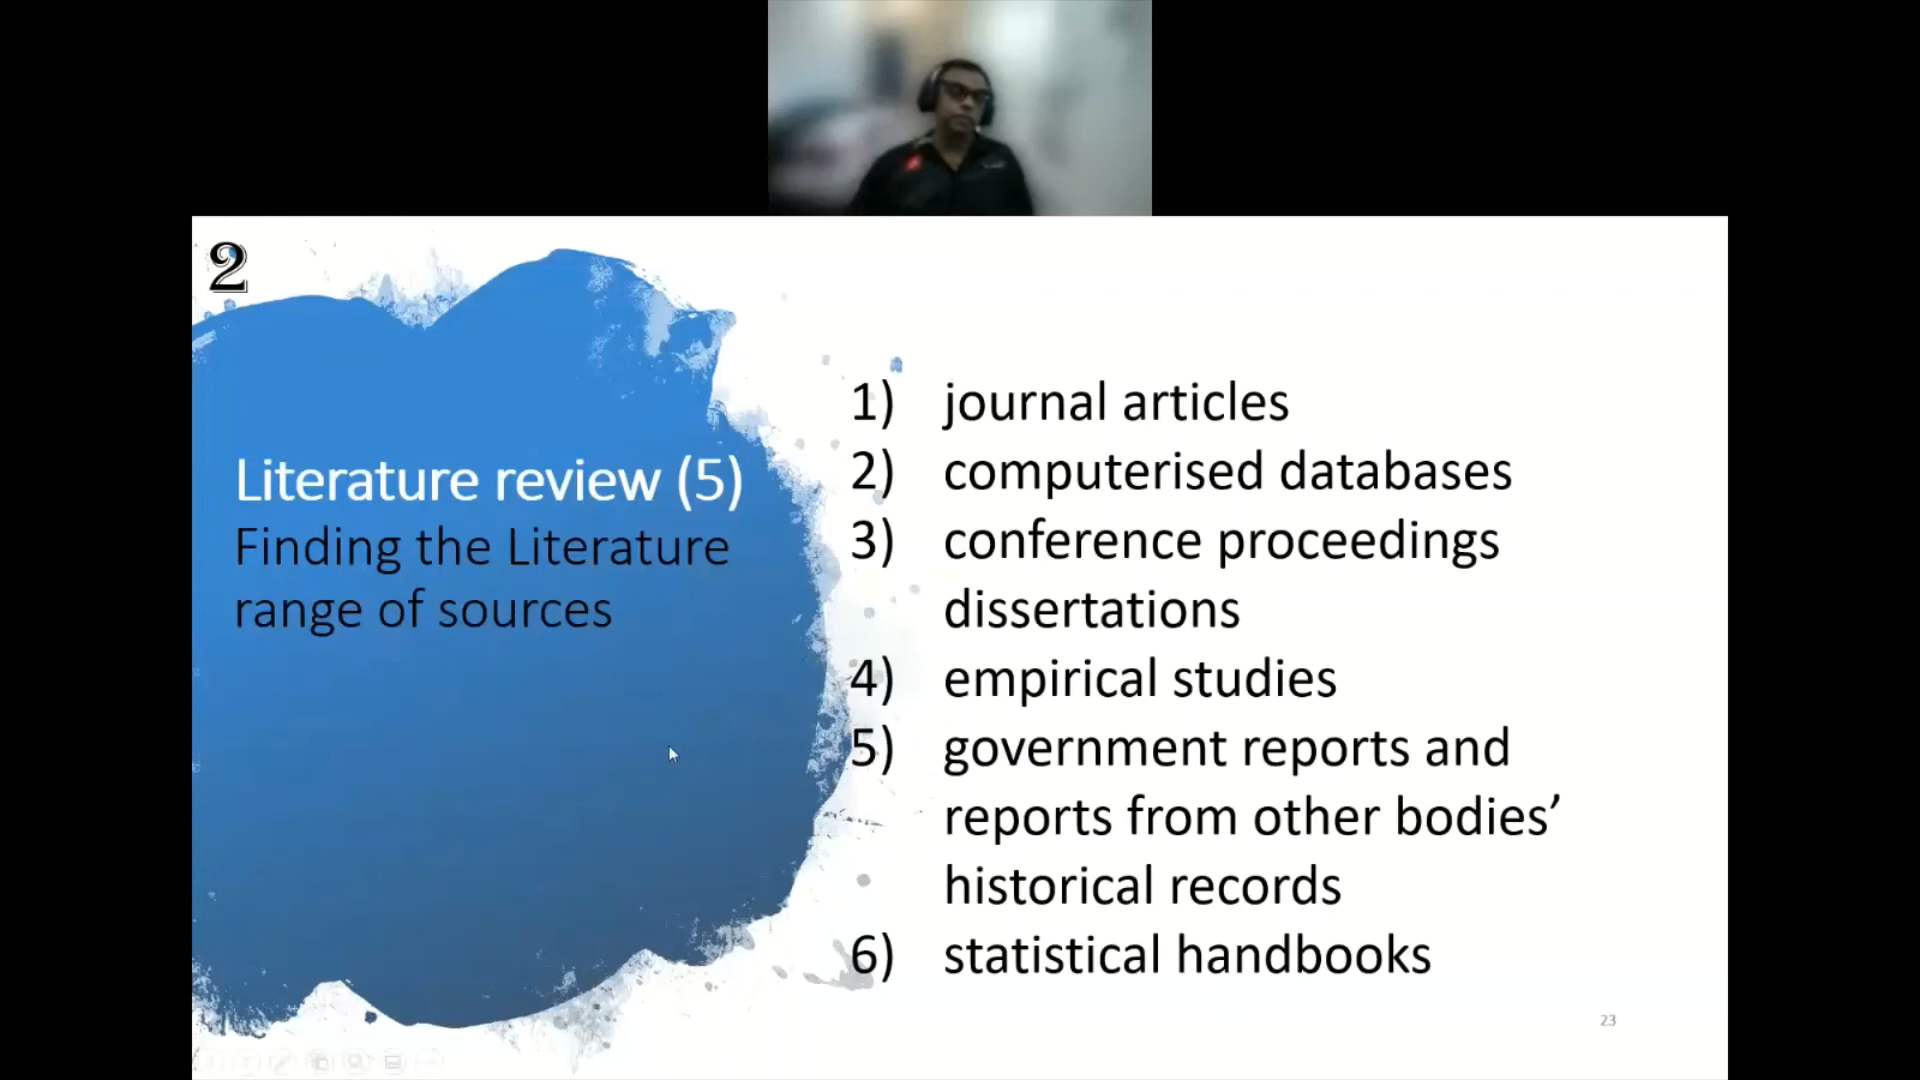 2
Literature review (5)
Finding the Literature
range of sources
1) journal articles
2) computerised databases
3) conference proceedings
dissertations
4) empirical studies
5) government reports and
reports from other bodies’
historical records
6) statistical handbooks
23